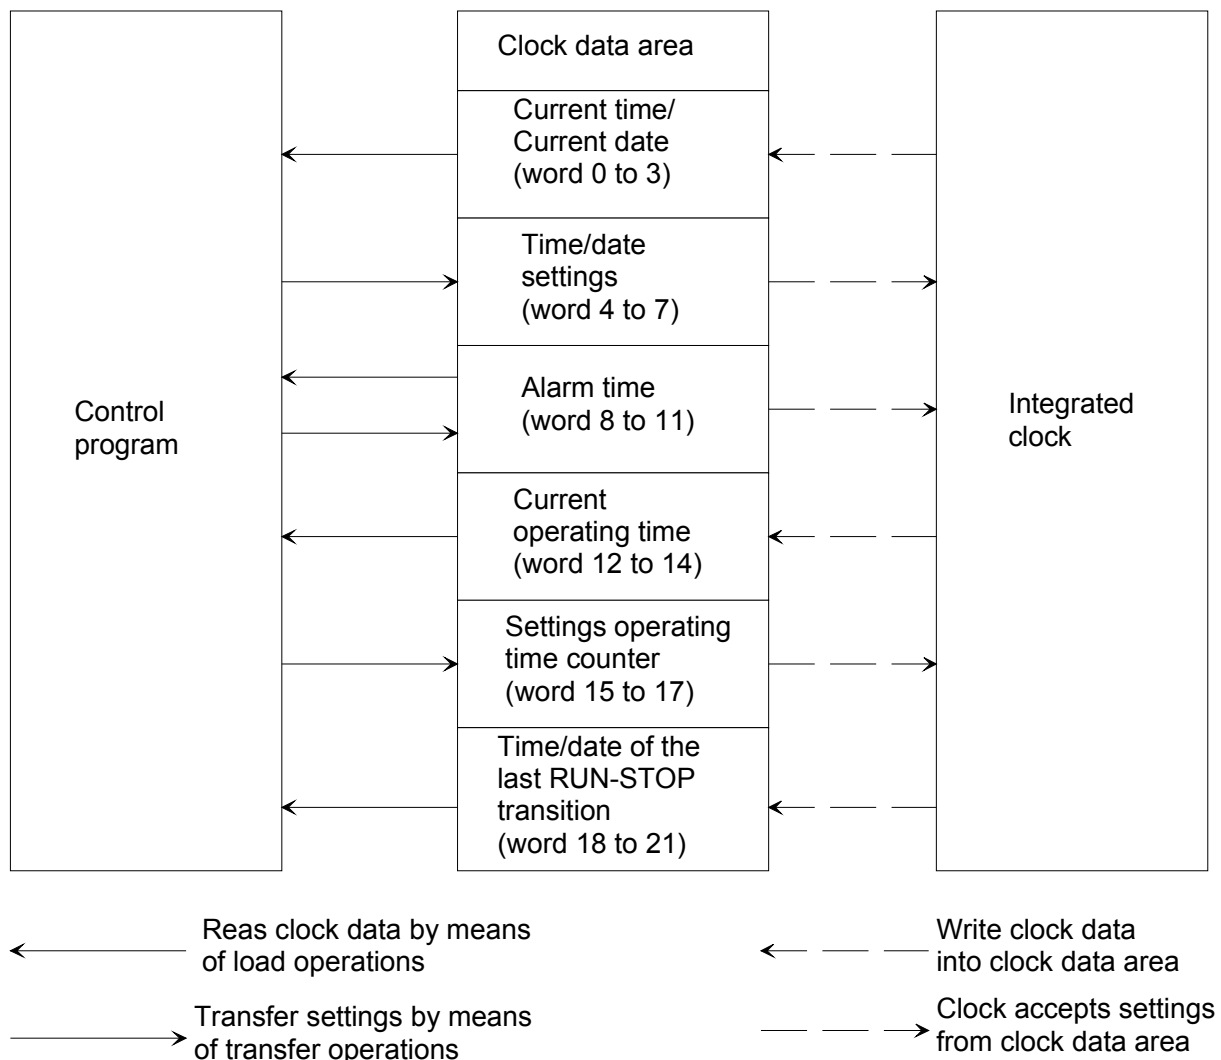 Clock data area
Current time/
Current date
(word 0 to 3)
Time/date
settings
(word 4 to 7)
Alarm time
(word 8 to 11)
Control
program
Integrated
clock
Current
operating time
(word 12 to 14)
Settings operating
time counter
(word 15 to 17)
Time/date of the
last RUN-STOP
transition
(word 18 to 21)
Reas clock data by means
of load operations
Write clock data
into clock data area
Transfer settings by means
of transfer operations
Clock accepts settings
from clock data area